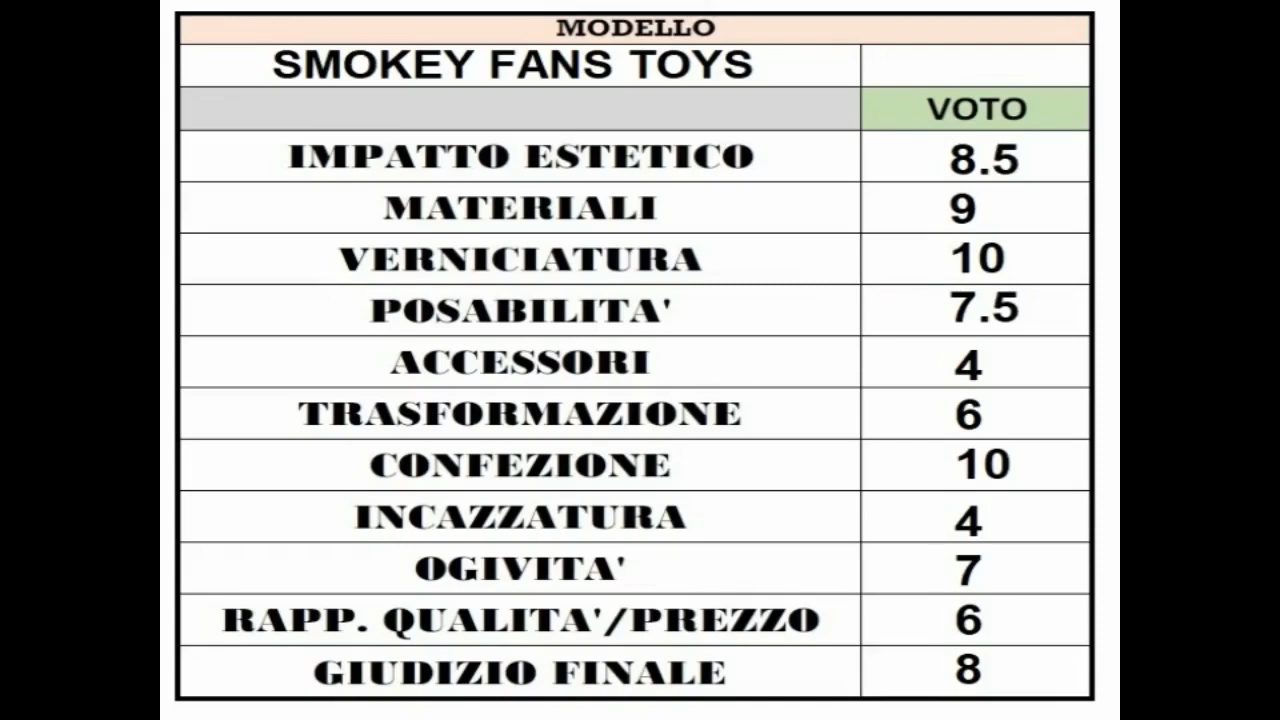 MODELLO
SMOKEY FANS TOYS
VOTO
IMPATTO ESTETICO 8.5
MATERIALI 9
VERNICIATURA 10
POSABILITA' 7.5
ACCESSORI 4
TRASFORMAZIONE 6
CONFEZIONE 10
INCAZZATURA 4
OGIVITA' 7
RAPP. QUALITA'/PREZZO 6
GIUDIZIO FINALE 8